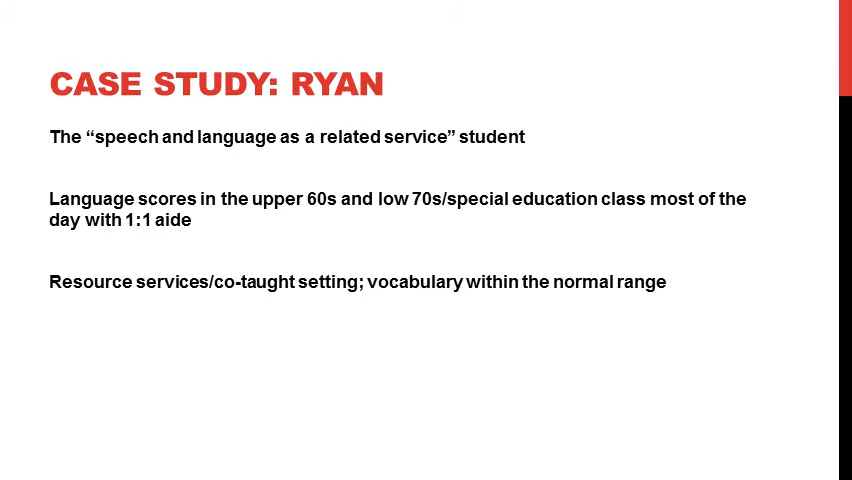 CASE STUDY: RYAN
The “speech and language as a related service” student
Language scores in the upper 60s and low 70s/special education class most of the
day with 1:1 aide
Resource services/co-taught setting; vocabulary within the normal range